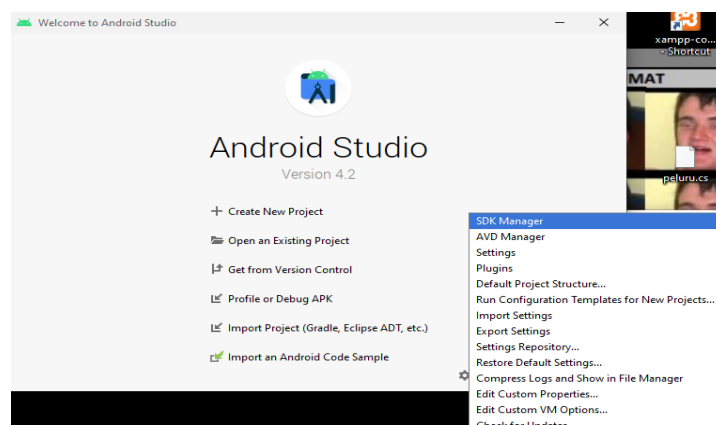 Welcome to Android Studio
Android Studio
Version 4.2
Create New Project
Open an Existing Project
Get from Version Control
Profile or Debug APK
Import Project (Gradle, Eclipse ADT, etc.)
Import an Android Code Sample
xampp-co...
- Shortcut
MAT
peluru.cs
SDK Manager
AVD Manager
Settings
Plugins
Default Project Structure...
Run Configuration Templates for New Projects...
Import Settings
Export Settings
Settings Repository...
Restore Default Settings...
Compress Logs and Show in File Manager
Edit Custom Properties...
Edit Custom VM Options...
Check for Updates